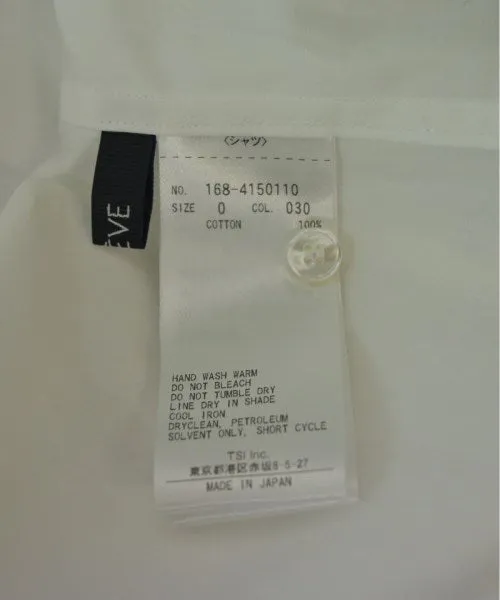 〈シャツ〉
NO. 168-4150110
SIZE 0 COL. 030
COTTON 100%
EVE
HAND WASH WARM
DO NOT BLEACH
DO NOT TUMBLE DRY
LINE DRY IN SHADE
COOL IRON
DRYCLEAN, PETROLEUM
SOLVENT ONLY, SHORT CYCLE
TSI Inc.
東京都港区赤坂8-5-27
MADE IN JAPAN